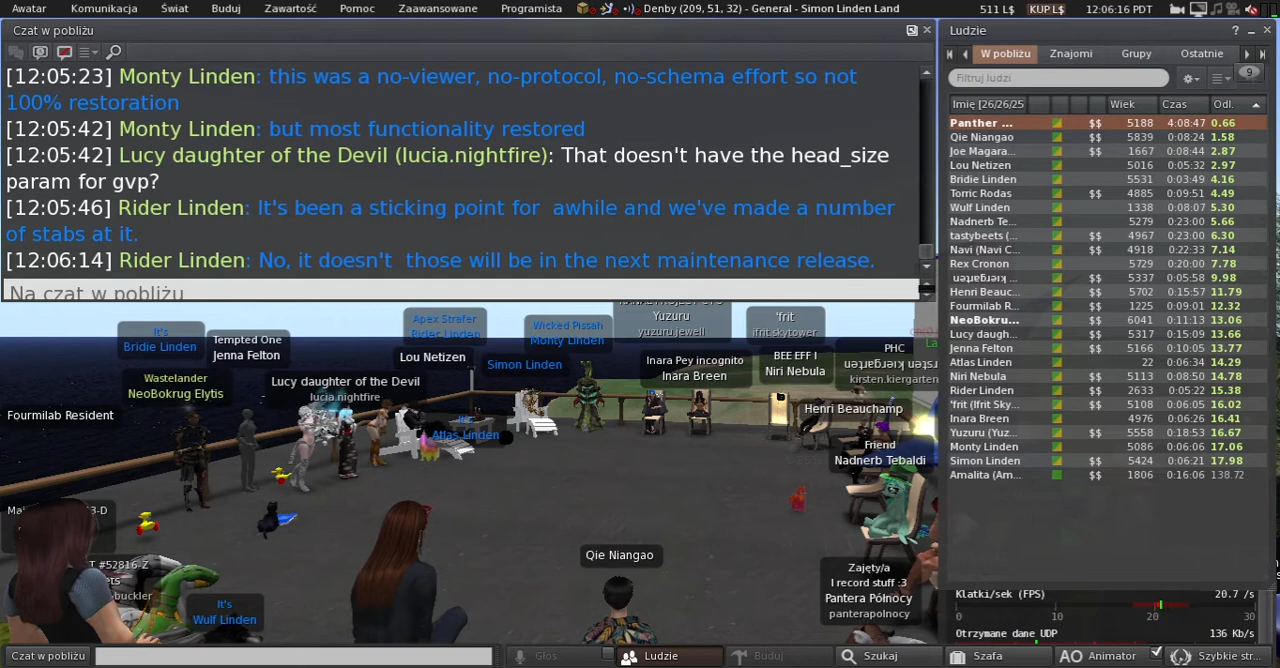 Awatar Komunikacja Świat Buduj Zawartość Pomoc Zaawansowane Programista Denby (209, 51, 32) - General - Simon Linden Land 511 L$ KUP L$ 12:06:16 PDT
Czat w pobliżu
[12:05:23] Monty Linden: this was a no-viewer, no-protocol, no-schema effort so not
100% restoration
[12:05:42] Monty Linden: but most functionality restored
[12:05:42] Lucy daughter of the Devil (lucia.nightfire): That doesn't have the head_size
param for gvp?
[12:05:46] Rider Linden: It's been a sticking point for awhile and we've made a number
of stabs at it.
[12:06:14] Rider Linden: No, it doesn't those will be in the next maintenance release.
Na czat w pobliżu
Yuzuru
yuzuru.jewell
'frit
ifrit.skytower
Apex Strafer
Rider Linden
Wicked Pissah
Monty Linden
It's
Bridie Linden
Tempted One
Jenna Felton
Lou Netizen
Simon Linden
Inara Pey incognito
Inara Breen
BEE EFF I
Niri Nebula
PHC
kirsten.kiergarten
Wastelander
NeoBokrug Elytis
Lucy daughter of the Devil
lucia.nightfire
Fourmilab Resident
It's
Atlas Linden
Henri Beauchamp
Friend
Nadnerb Tebaldi
Qie Niangao
T #52816-Z
It's
Wulf Linden
Zajęty/a
I record stuff :3
Pantera Północy
panterapolnocy
Ludzie
W pobliżu Znajomi Grupy Ostatnie
Filtruj ludzi 9
Imię [26/26/25 Wiek Czas Odl.
Panther ... $$ 5188 4:08:47 0.66
Qie Niangao $$ 5839 0:08:24 1.58
Joe Magara... $$ 1667 0:08:44 2.87
Lou Netizen 5016 0:05:32 2.97
Bridie Linden 5531 0:03:49 4.16
Torric Rodas $$ 4885 0:09:51 4.49
Wulf Linden 1338 0:08:07 5.30
Nadnerb Te... 5279 0:23:00 5.66
tastybeets (... $$ 4967 0:23:00 6.30
Navi (Navi C... $$ 4918 0:22:33 7.14
Rex Cronon 5729 0:20:00 7.78
$$ 5337 0:05:58 9.98
Henri Beauc... $$ 5702 0:15:57 11.79
Fourmilab R... $$ 1225 0:09:01 12.32
NeoBokru... $$ 6041 0:11:13 13.06
Lucy daugh... $$ 5317 0:15:09 13.66
Jenna Felton $$ 5166 0:10:05 13.77
Atlas Linden 22 0:06:34 14.29
Niri Nebula $$ 5113 0:08:50 14.78
Rider Linden 2633 0:05:22 15.38
'frit (Ifrit Sky... $$ 5108 0:06:05 16.02
Inara Breen 4976 0:06:26 16.41
Yuzuru (Yuz... $$ 5558 0:18:53 16.67
Monty Linden 5086 0:06:06 17.06
Simon Linden $$ 5424 0:06:21 17.98
Amalita (Am... $$ 1806 0:16:06 138.72
Klatki/sek (FPS) 20.7 /s
0 10 20 30
Otrzymane dane UDP 136 Kb/s
Czat w pobliżu Głos Ludzie Buduj Szukaj Szafa AO Animator Szybkie str...